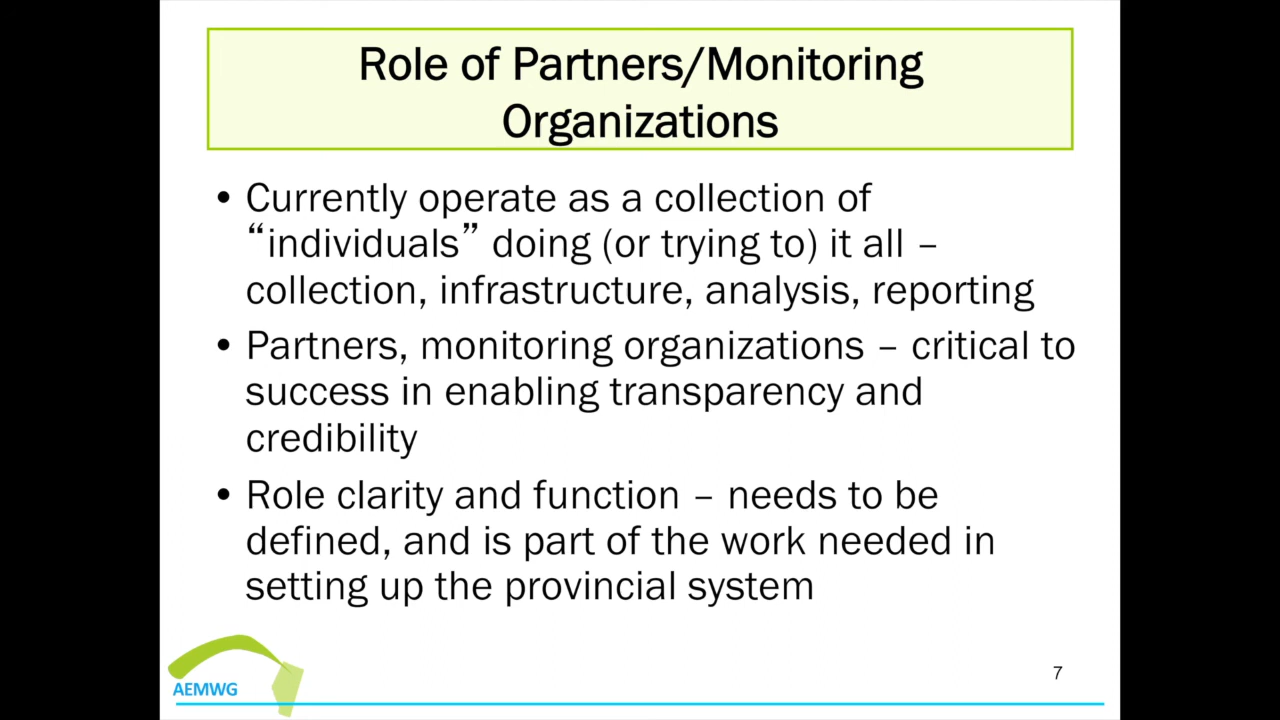 Role of Partners/Monitoring
Organizations
• Currently operate as a collection of
“individuals” doing (or trying to) it all –
collection, infrastructure, analysis, reporting
• Partners, monitoring organizations – critical to
success in enabling transparency and
credibility
• Role clarity and function – needs to be
defined, and is part of the work needed in
setting up the provincial system
AEMWG
7